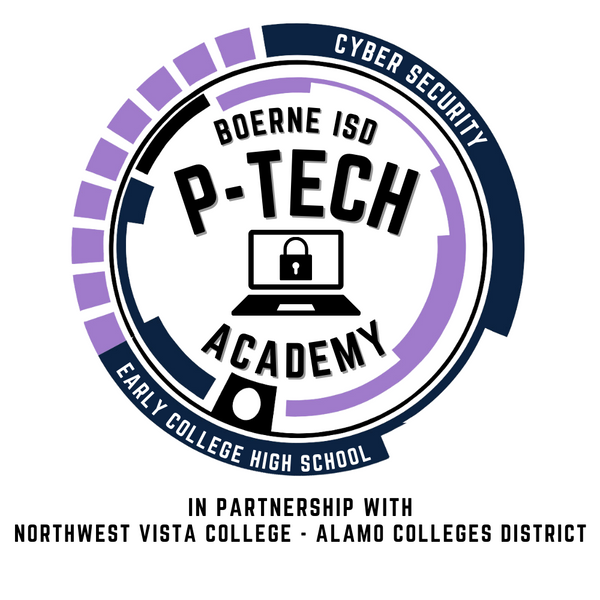 CYBER SECURITY
BOERNE ISD
P-TECH
ACADEMY
EARLY COLLEGE HIGH SCHOOL
IN PARTNERSHIP WITH
NORTHWEST VISTA COLLEGE - ALAMO COLLEGES DISTRICT